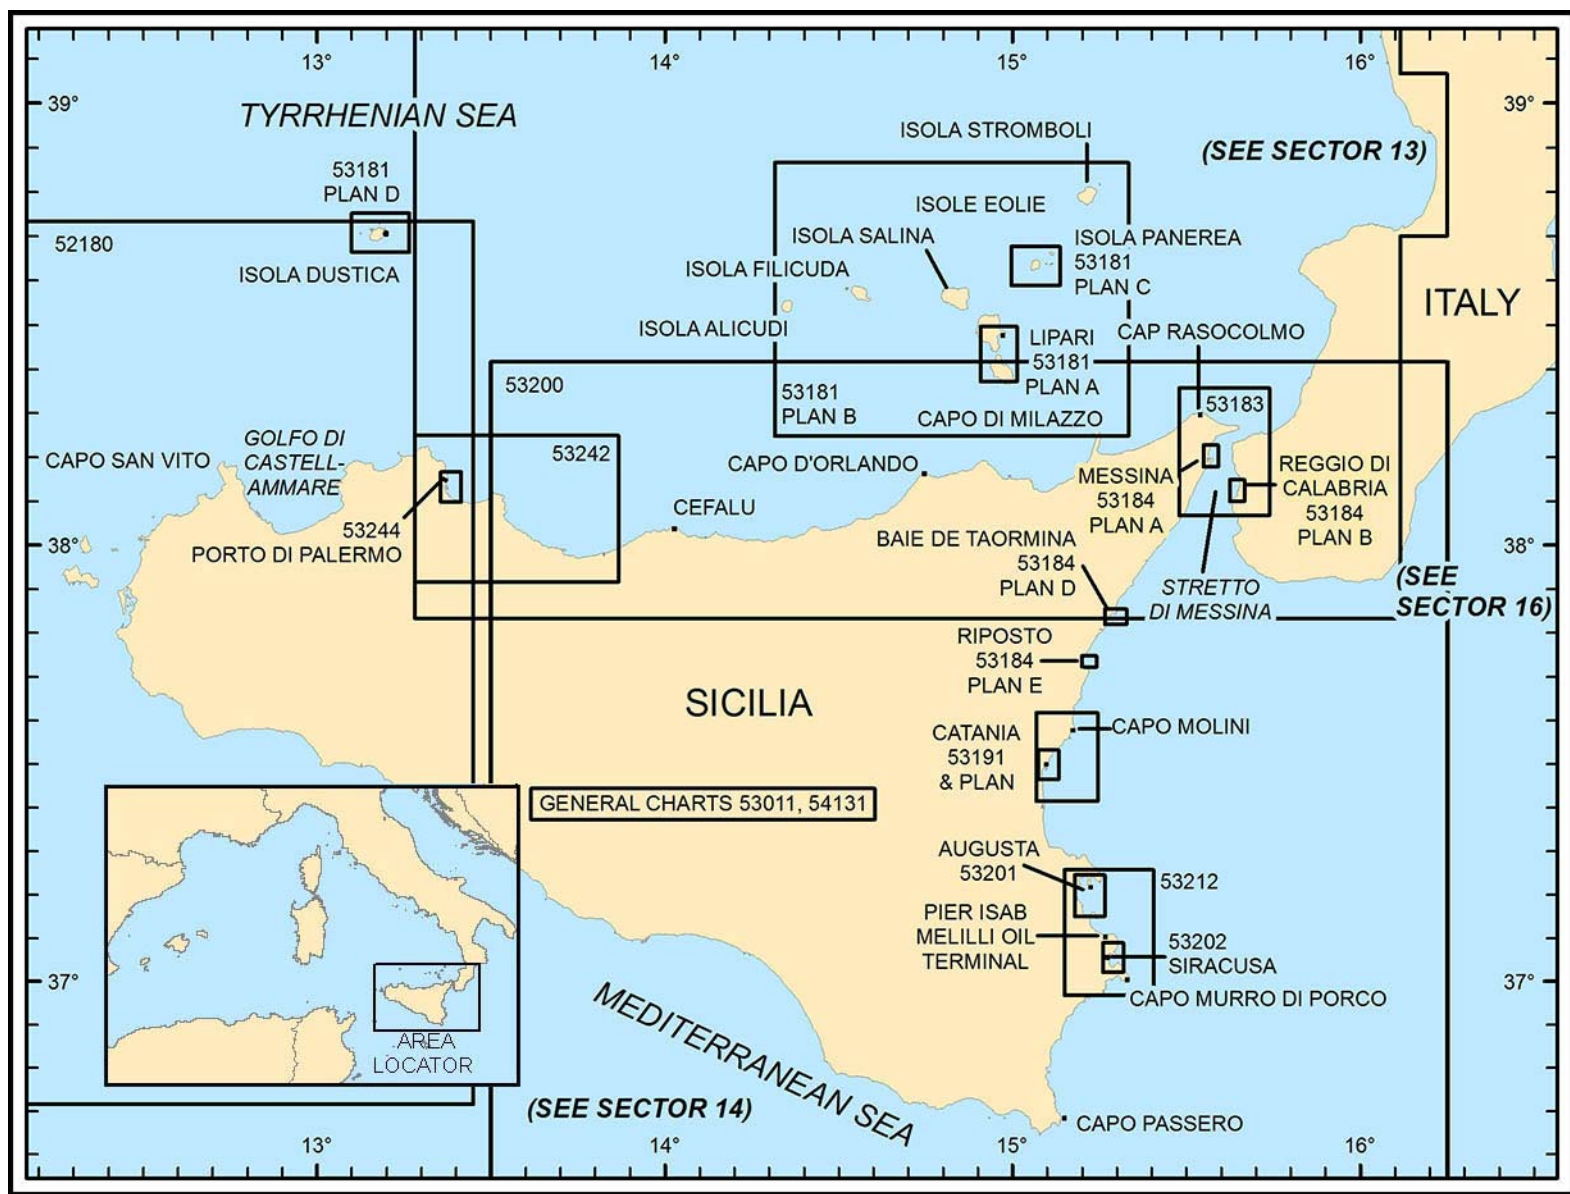 13°
14°
15°
16°
39°
39°
TYRRHENIAN SEA
ISOLA STROMBOLI
(SEE SECTOR 13)
53181
PLAN D
ISOLE EOLIE
52180
ISOLA SALINA
ISOLA PANEREA
53181
PLAN C
ISOLA DUSTICA
ISOLA FILICUDA
ITALY
ISOLA ALICUDI
CAP RASOCOLMO
LIPARI
53181
PLAN A
53200
53181
PLAN B
CAPO DI MILAZZO
53183
GOLFO DI
CASTELL-
AMMARE
CAPO SAN VITO
53242
CAPO D'ORLANDO
MESSINA
53184
PLAN A
REGGIO DI
CALABRIA
53184
PLAN B
CEFALU
53244
PORTO DI PALERMO
BAIE DE TAORMINA
53184
PLAN D
38°
38°
STRETTO
DI MESSINA
(SEE
SECTOR 16)
RIPOSTO
53184
PLAN E
SICILIA
CAPO MOLINI
CATANIA
53191
& PLAN
GENERAL CHARTS 53011, 54131
AUGUSTA
53201
53212
PIER ISAB
MELILLI OIL
TERMINAL
53202
SIRACUSA
37°
37°
CAPO MURRO DI PORCO
MEDITERRANEAN SEA
AREA
LOCATOR
(SEE SECTOR 14)
CAPO PASSERO
13°
14°
15°
16°